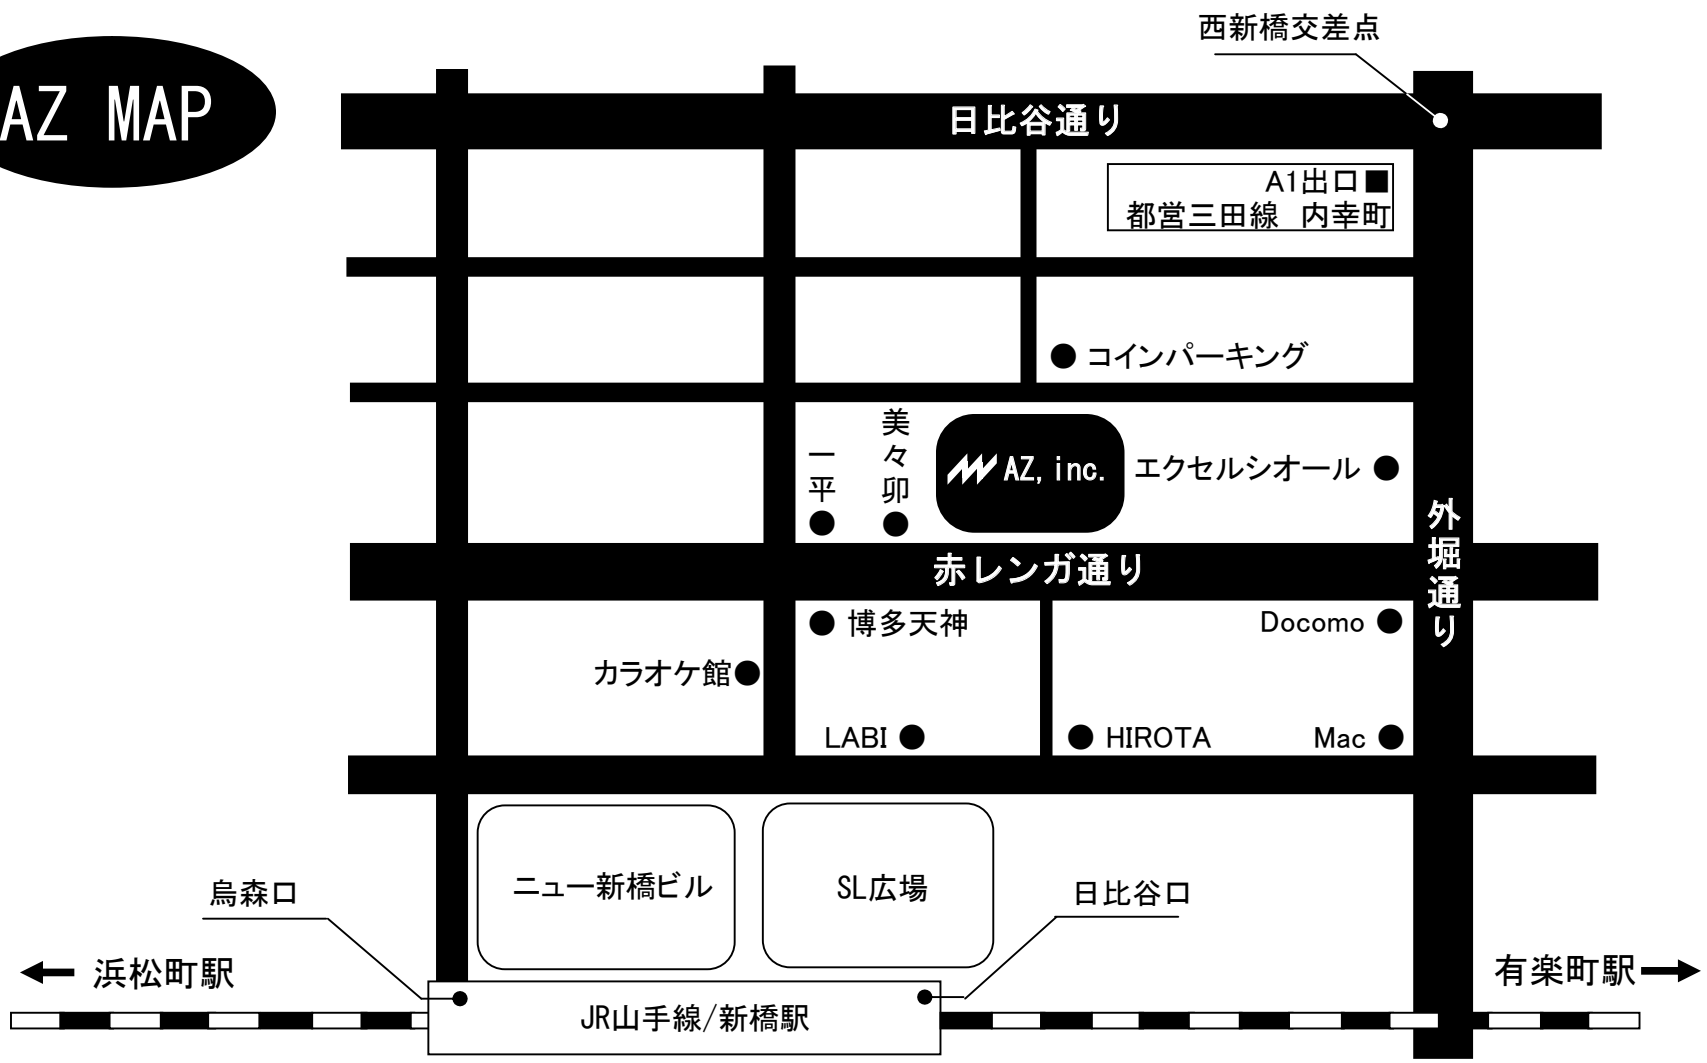 西新橋交差点
AZ MAP
日比谷通り
A1出口■
都営三田線 内幸町
コインパーキング
一平
美々卯
AZ, inc.
エクセルシオール
外堀通り
赤レンガ通り
博多天神
Docomo
カラオケ館
LABI
HIROTA
Mac
ニュー新橋ビル
SL広場
烏森口
日比谷口
浜松町駅
有楽町駅
JR山手線/新橋駅